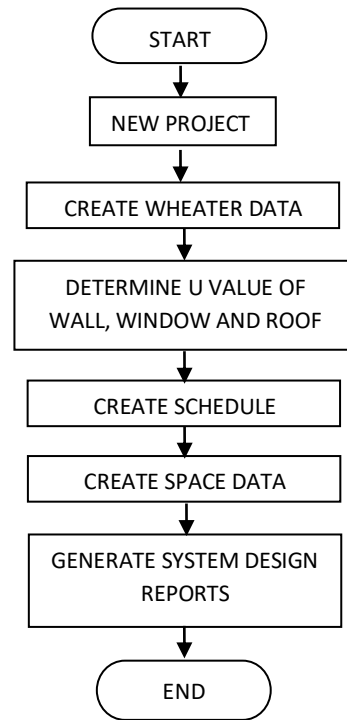 START
NEW PROJECT
CREATE WHEATER DATA
DETERMINE U VALUE OF
WALL, WINDOW AND ROOF
CREATE SCHEDULE
CREATE SPACE DATA
GENERATE SYSTEM DESIGN
REPORTS
END